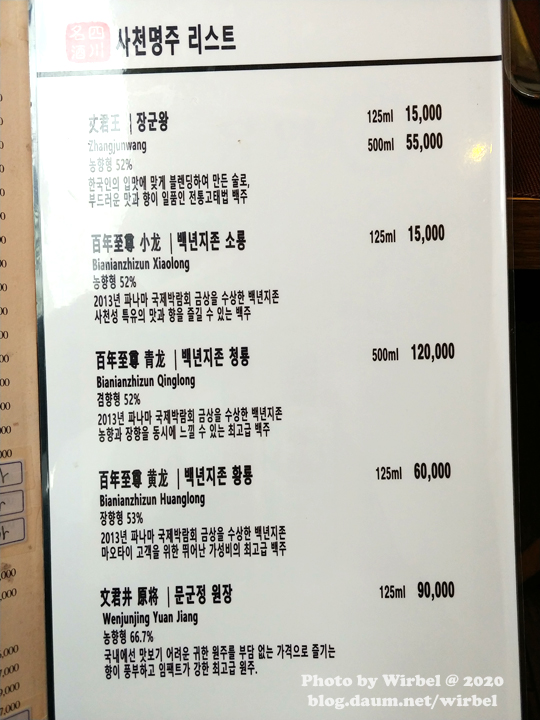 四川名酒
사천명주 리스트
文君王 | 장군왕 125ml 15,000
Zhangjunwang 500ml 55,000
농향형 52%
한국인의 입맛에 맞게 블렌딩하여 만든 술로,
부드러운 맛과 향이 일품인 전통고태법 백주
百年至尊 小龙 | 백년지존 소룡 125ml 15,000
Bianianzhizun Xiaolong
농향형 52%
2013년 파나마 국제박람회 금상을 수상한 백년지존
사천성 특유의 맛과 향을 즐길 수 있는 백주
百年至尊 青龙 | 백년지존 청룡 500ml 120,000
Bianianzhizun Qinglong
겸향형 52%
2013년 파나마 국제박람회 금상을 수상한 백년지존
농향과 장향을 동시에 느낄 수 있는 최고급 백주
百年至尊 黄龙 | 백년지존 황룡 125ml 60,000
Bianianzhizun Huanglong
장향형 53%
2013년 파나마 국제박람회 금상을 수상한 백년지존
마오타이 고객을 위한 뛰어난 가성비의 최고급 백주
文君井 原将 | 문군정 원장 125ml 90,000
Wenjunjing Yuan Jiang
농향형 66.7%
국내에선 맛보기 어려운 귀한 원주를 부담 없는 가격으로 즐기는
향이 풍부하고 임팩트가 강한 최고급 원주.
Photo by Wirbel @ 2020
blog.daum.net/wirbel